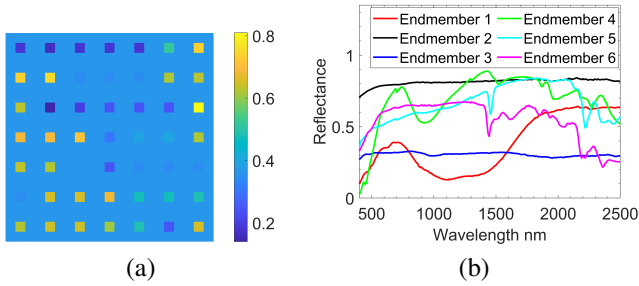 0.8
0.6
0.4
0.2
(a)
Endmember 1
Endmember 2
Endmember 3
Endmember 4
Endmember 5
Endmember 6
Reflectance
1
0.5
0
500 1000 1500 2000 2500
Wavelength nm
(b)